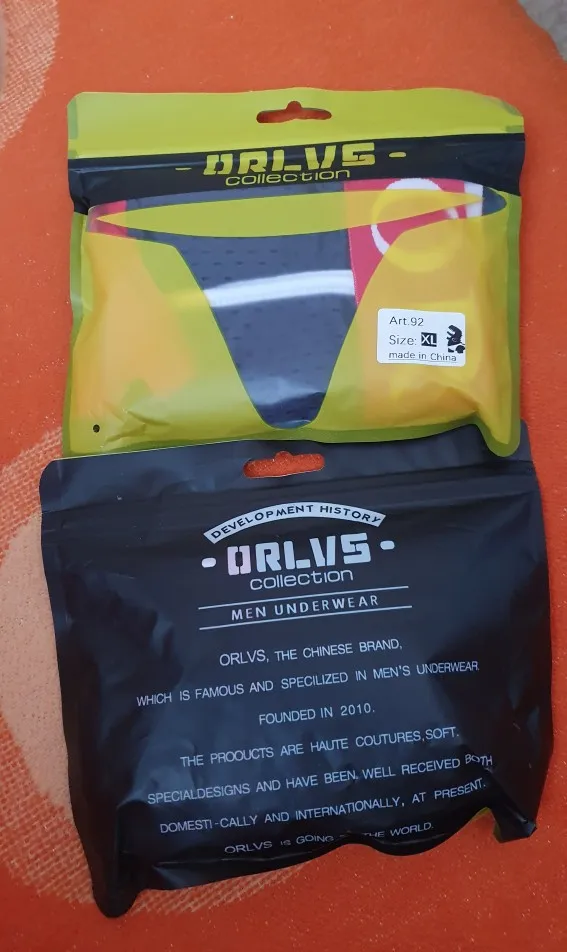 - ORLVS -
collection
Art.92
Size: XL
made in China
DEVELOPMENT HISTORY
• ORLVS •
collection
MEN UNDERWEAR
ORLVS, THE CHINESE BRAND,
WHICH IS FAMOUS AND SPECILIZED IN MEN'S UNDERWEAR
FOUNDED IN 2010.
THE PROOUCTS ARE HAUTE COUTURES,SOFT.
SPECIALDESIGNS AND HAVE BEEN WELL RECEIVED BOTH
DOMESTI-CALLY AND INTERNATIONALLY, AT PRESENT.
ORLVS IS GOING THE WORLD.